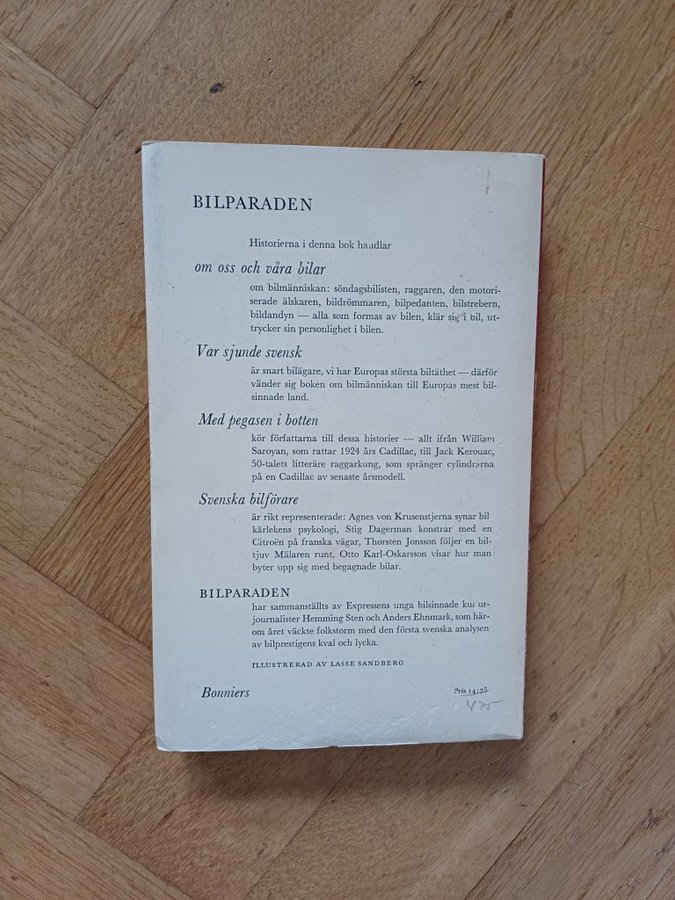 BILPARADEN
Historierna i denna bok handlar
om oss och våra bilar
om bilmänniskan: söndagsbilisten, raggaren, den motori-
serade älskaren, bildrömmaren, bilpedanten, bilstrebern,
bildandyn — alla som formas av bilen, klär sig i bil, ut-
trycker sin personlighet i bilen.
Var sjunde svensk
är snart bilägare, vi har Europas största biltäthet — därför
vänder sig boken om bilmänniskan till Europas mest bil-
sinnade land.
Med pegasen i botten
kör författarna till dessa historier — allt ifrån William
Saroyan, som rattar 1924 års Cadillac, till Jack Kerouac,
50-talets litteräre raggarkung, som spränger cylindrarna
på en Cadillac av senaste årsmodell.
Svenska bilförare
är rikt representerade: Agnes von Krusenstjerna synar bil
kärlekens psykologi, Stig Dagerman konstrar med en
Citroën på franska vägar, Thorsten Jonsson följer en bil-
tjuv Mälaren runt, Otto Karl-Oskarsson visar hur man
byter upp sig med begagnade bilar.
BILPARADEN
har sammanställts av Expressens unga bilsinnade kultur-
journalister Hemming Sten och Anders Ehnmark, som här-
om året väckte folkstorm med den första svenska analysen
av bilprestigens kval och lycka.
ILLUSTRERAD AV LASSE SANDBERG
Bonniers
Pris 14:75
475